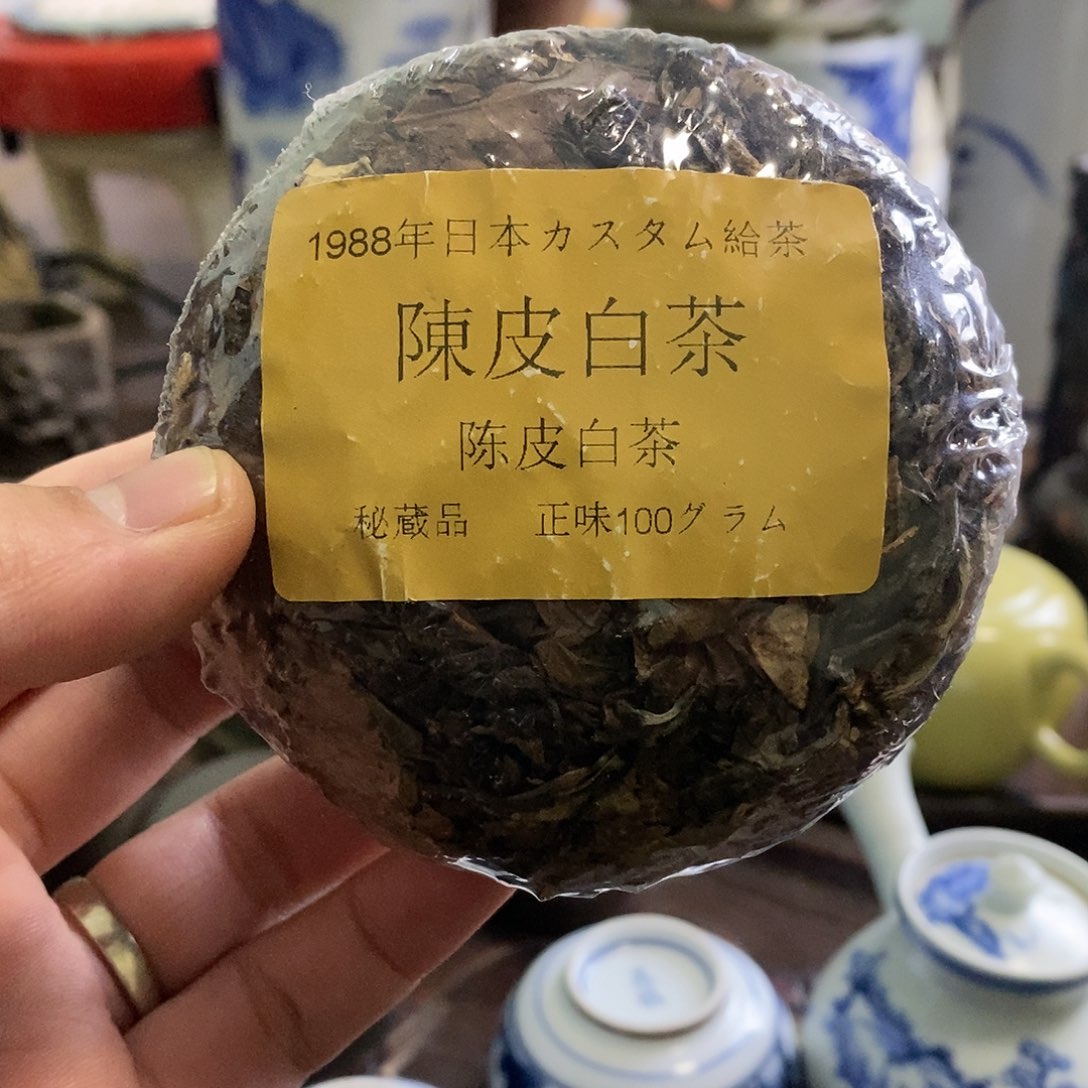 1988年日本カスタム給茶
陳皮白茶
陈皮白茶
秘蔵品 正味100グラム